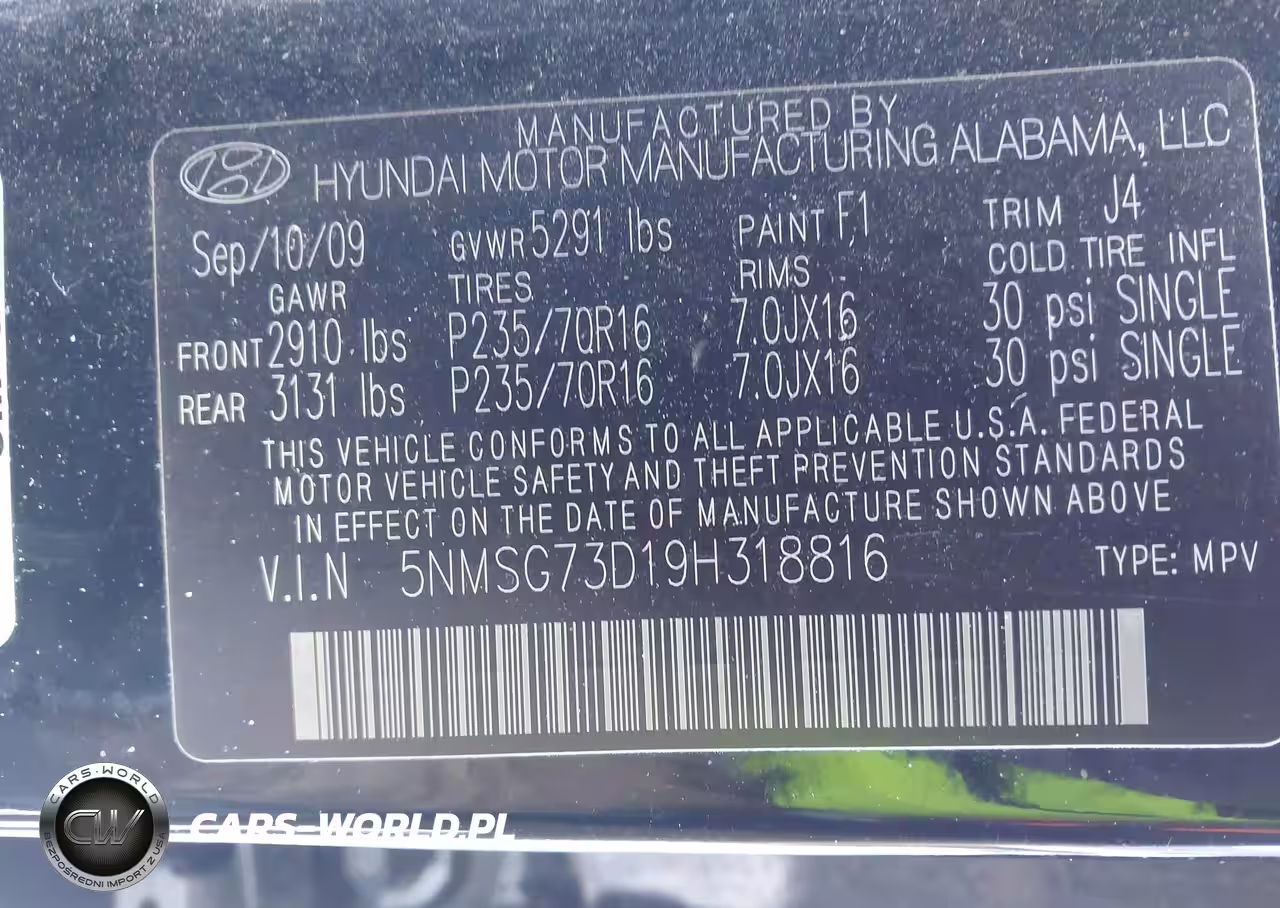 MANUFACTURED BY
HYUNDAI MOTOR MANUFACTURING ALABAMA, LLC
Sep/10/09 GVWR 5291 lbs PAINT F1 TRIM J4
GAWR TIRES RIMS COLD TIRE INFL
FRONT 2910 lbs P235/70R16 7.0JX16 30 psi SINGLE
REAR 3131 lbs P235/70R16 7.0JX16 30 psi SINGLE
THIS VEHICLE CONFORMS TO ALL APPLICABLE U.S.A. FEDERAL
MOTOR VEHICLE SAFETY AND THEFT PREVENTION STANDARDS
IN EFFECT ON THE DATE OF MANUFACTURE SHOWN ABOVE
V.I.N 5NMSG73D19H318816 TYPE: MPV
CARS-WORLD
CW
BEZPOŚREDNI IMPORT Z USA
CARS-WORLD.PL